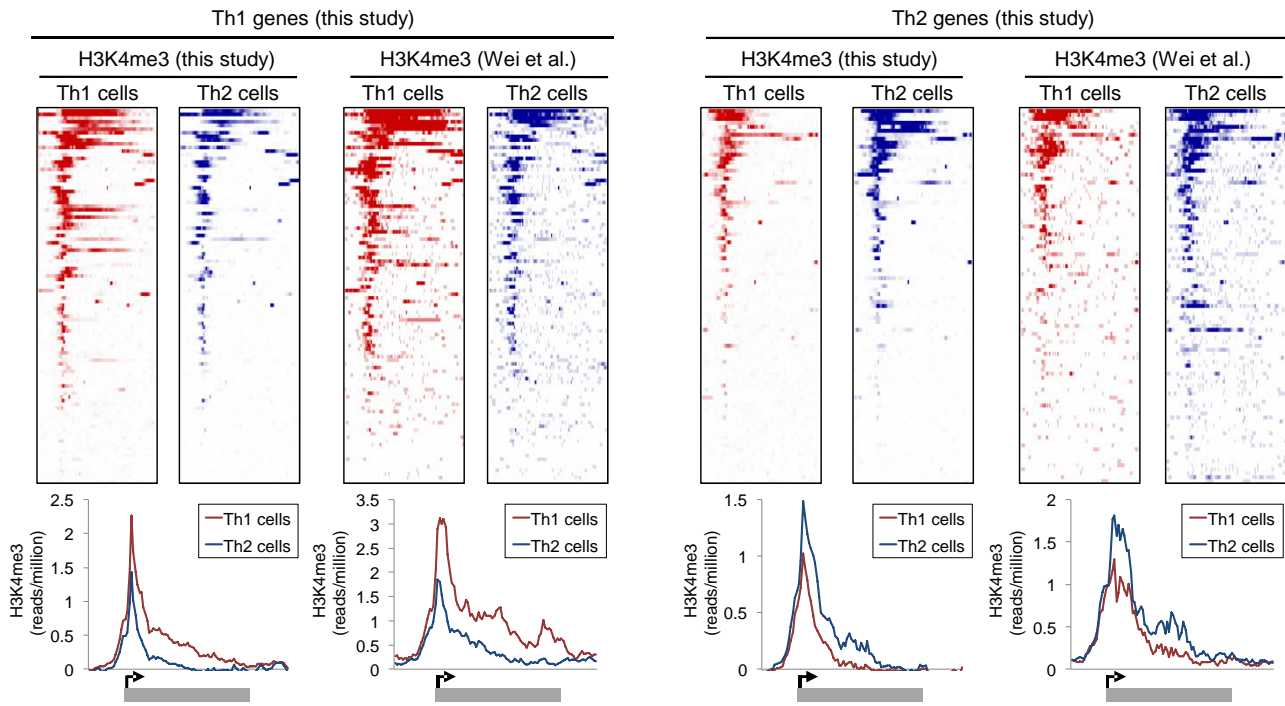 Th1 genes (this study)
H3K4me3 (this study)
H3K4me3 (Wei et al.)
Th1 cells
Th2 cells
Th1 cells
Th2 cells
2.5
2
1.5
1
0.5
0
H3K4me3
(reads/million)
Th1 cells
Th2 cells
3.5
3
2.5
2
1.5
1
0.5
0
H3K4me3
(reads/million)
Th1 cells
Th2 cells
Th2 genes (this study)
H3K4me3 (this study)
H3K4me3 (Wei et al.)
Th1 cells
Th2 cells
Th1 cells
Th2 cells
1.5
1
0.5
0
H3K4me3
(reads/million)
Th1 cells
Th2 cells
2
1.5
1
0.5
0
H3K4me3
(reads/million)
Th1 cells
Th2 cells